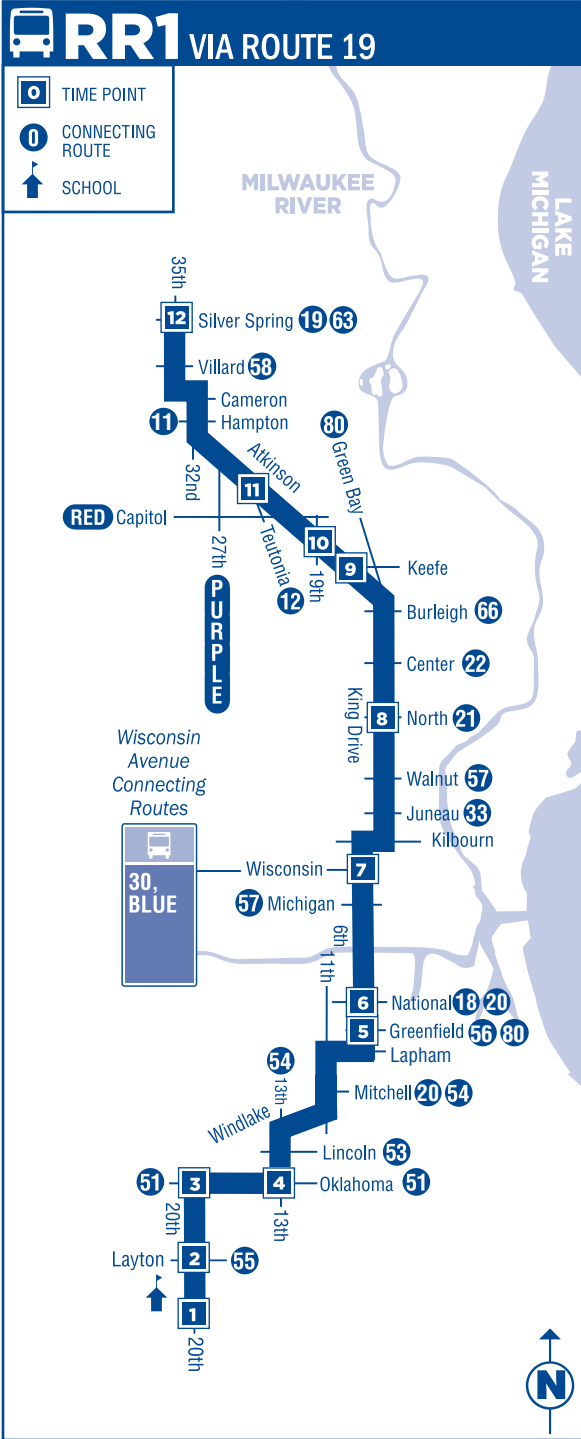 RR1 VIA ROUTE 19
0 TIME POINT
0 CONNECTING
ROUTE
SCHOOL
MILWAUKEE
RIVER
LAKE
MICHIGAN
35th
12 Silver Spring 19 63
Villard 58
Cameron
11 Hampton
32nd
Atkinson
80
Green Bay
11
RED Capitol
27th
PURPLE
Teutonia
12
10
19th
9 Keefe
Burleigh 66
Center 22
King Drive
8 North 21
Wisconsin
Avenue
Connecting
Routes
30,
BLUE
Walnut 57
Juneau 33
Kilbourn
Wisconsin 7
57 Michigan
6th
11th
6 National 18 20
5 Greenfield 56 80
Lapham
54
13th
Mitchell 20 54
Windlake
Lincoln 53
51 3
4 Oklahoma 51
20th
13th
Layton 2 55
1
20th
N